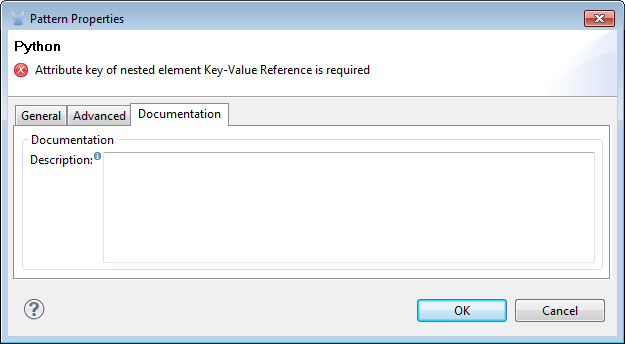 Pattern Properties
Python
Attribute key of nested element Key-Value Reference is required
General
Advanced
Documentation
Documentation
Description:
OK
Cancel